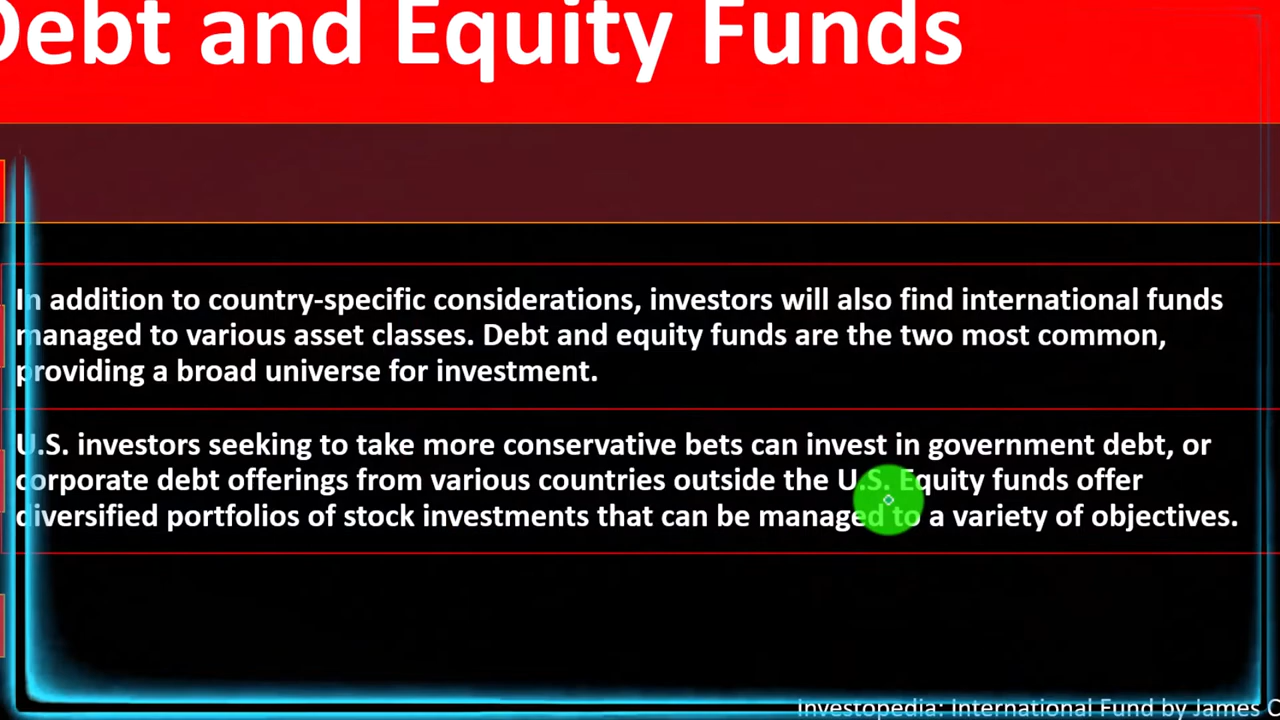 Debt and Equity Funds
In addition to country-specific considerations, investors will also find international funds
managed to various asset classes. Debt and equity funds are the two most common,
providing a broad universe for investment.
U.S. investors seeking to take more conservative bets can invest in government debt, or
corporate debt offerings from various countries outside the U.S. Equity funds offer
diversified portfolios of stock investments that can be managed to a variety of objectives.
investopedia: International Fund by James C